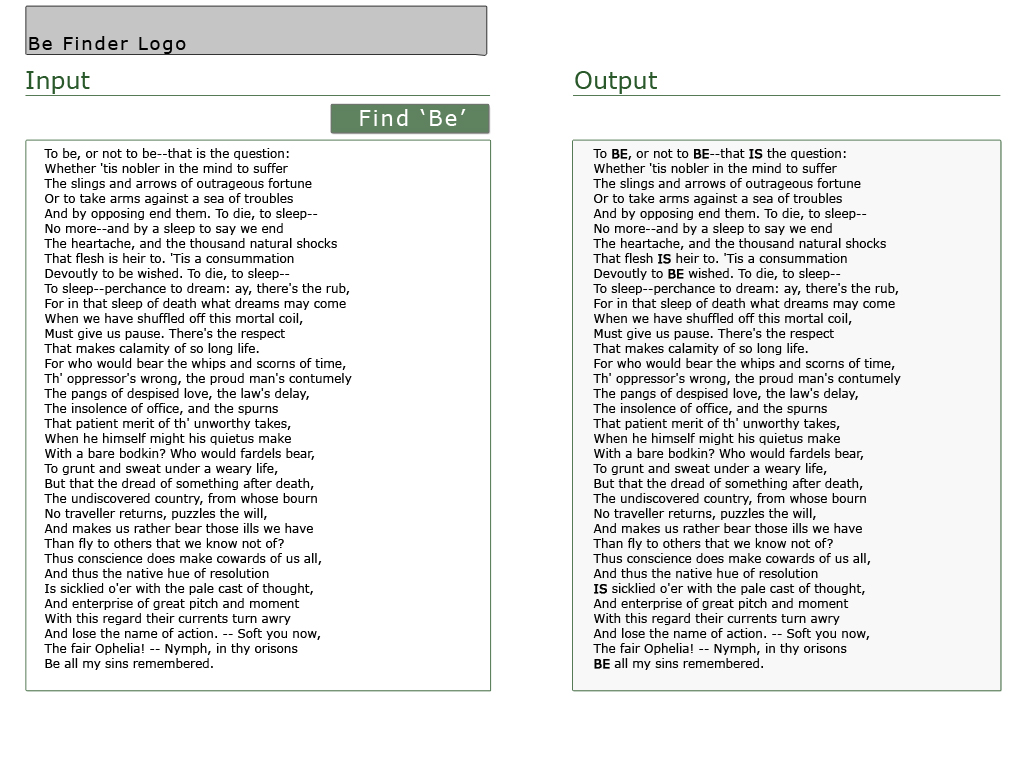 Be Finder Logo
Input
Find ‘Be’
To be, or not to be--that is the question:
Whether 'tis nobler in the mind to suffer
The slings and arrows of outrageous fortune
Or to take arms against a sea of troubles
And by opposing end them. To die, to sleep--
No more--and by a sleep to say we end
The heartache, and the thousand natural shocks
That flesh is heir to. 'Tis a consummation
Devoutly to be wished. To die, to sleep--
To sleep--perchance to dream: ay, there's the rub,
For in that sleep of death what dreams may come
When we have shuffled off this mortal coil,
Must give us pause. There's the respect
That makes calamity of so long life.
For who would bear the whips and scorns of time,
Th' oppressor's wrong, the proud man's contumely
The pangs of despised love, the law's delay,
The insolence of office, and the spurns
That patient merit of th' unworthy takes,
When he himself might his quietus make
With a bare bodkin? Who would fardels bear,
To grunt and sweat under a weary life,
But that the dread of something after death,
The undiscovered country, from whose bourn
No traveller returns, puzzles the will,
And makes us rather bear those ills we have
Than fly to others that we know not of?
Thus conscience does make cowards of us all,
And thus the native hue of resolution
Is sicklied o'er with the pale cast of thought,
And enterprise of great pitch and moment
With this regard their currents turn awry
And lose the name of action. -- Soft you now,
The fair Ophelia! -- Nymph, in thy orisons
Be all my sins remembered.
Output
To BE, or not to BE--that IS the question:
Whether 'tis nobler in the mind to suffer
The slings and arrows of outrageous fortune
Or to take arms against a sea of troubles
And by opposing end them. To die, to sleep--
No more--and by a sleep to say we end
The heartache, and the thousand natural shocks
That flesh IS heir to. 'Tis a consummation
Devoutly to BE wished. To die, to sleep--
To sleep--perchance to dream: ay, there's the rub,
For in that sleep of death what dreams may come
When we have shuffled off this mortal coil,
Must give us pause. There's the respect
That makes calamity of so long life.
For who would bear the whips and scorns of time,
Th' oppressor's wrong, the proud man's contumely
The pangs of despised love, the law's delay,
The insolence of office, and the spurns
That patient merit of th' unworthy takes,
When he himself might his quietus make
With a bare bodkin? Who would fardels bear,
To grunt and sweat under a weary life,
But that the dread of something after death,
The undiscovered country, from whose bourn
No traveller returns, puzzles the will,
And makes us rather bear those ills we have
Than fly to others that we know not of?
Thus conscience does make cowards of us all,
And thus the native hue of resolution
IS sicklied o'er with the pale cast of thought,
And enterprise of great pitch and moment
With this regard their currents turn awry
And lose the name of action. -- Soft you now,
The fair Ophelia! -- Nymph, in thy orisons
BE all my sins remembered.